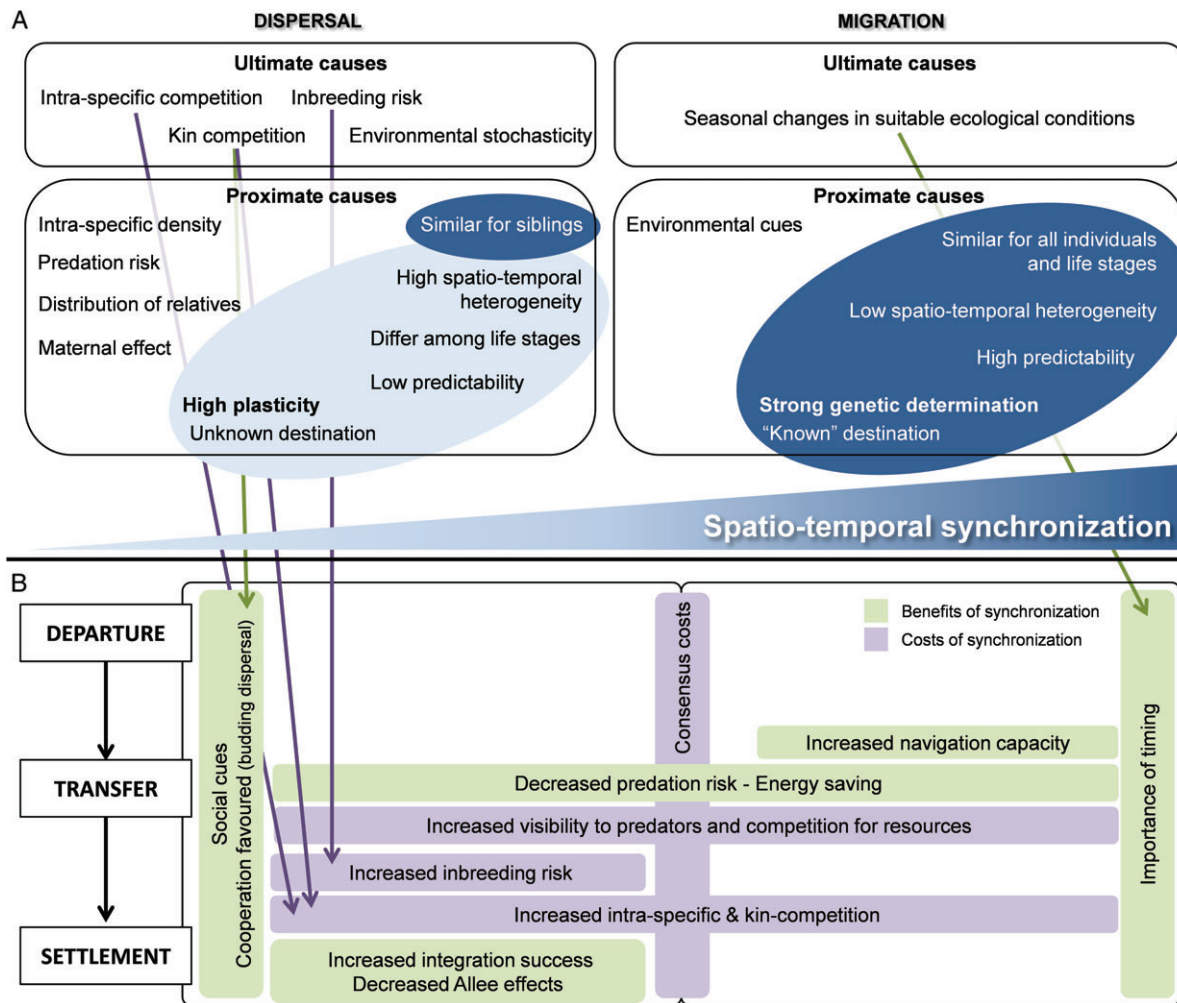 A
DISPERSAL
Ultimate causes
Intra-specific competition
Inbreeding risk
Kin competition
Environmental stochasticity
Proximate causes
Intra-specific density
Predation risk
Distribution of relatives
Maternal effect
Similar for siblings
High spatio-temporal
heterogeneity
Differ among life stages
Low predictability
High plasticity
Unknown destination
MIGRATION
Ultimate causes
Seasonal changes in suitable ecological conditions
Proximate causes
Environmental cues
Similar for all individuals
and life stages
Low spatio-temporal heterogeneity
High predictability
Strong genetic determination
“Known” destination
Spatio-temporal synchronization
B
DEPARTURE
TRANSFER
SETTLEMENT
Social cues
Cooperation favoured (budding dispersal)
Consensus costs
Benefits of synchronization
Costs of synchronization
Increased navigation capacity
Decreased predation risk - Energy saving
Increased visibility to predators and competition for resources
Increased inbreeding risk
Increased intra-specific & kin-competition
Increased integration success
Decreased Allee effects
Importance of timing